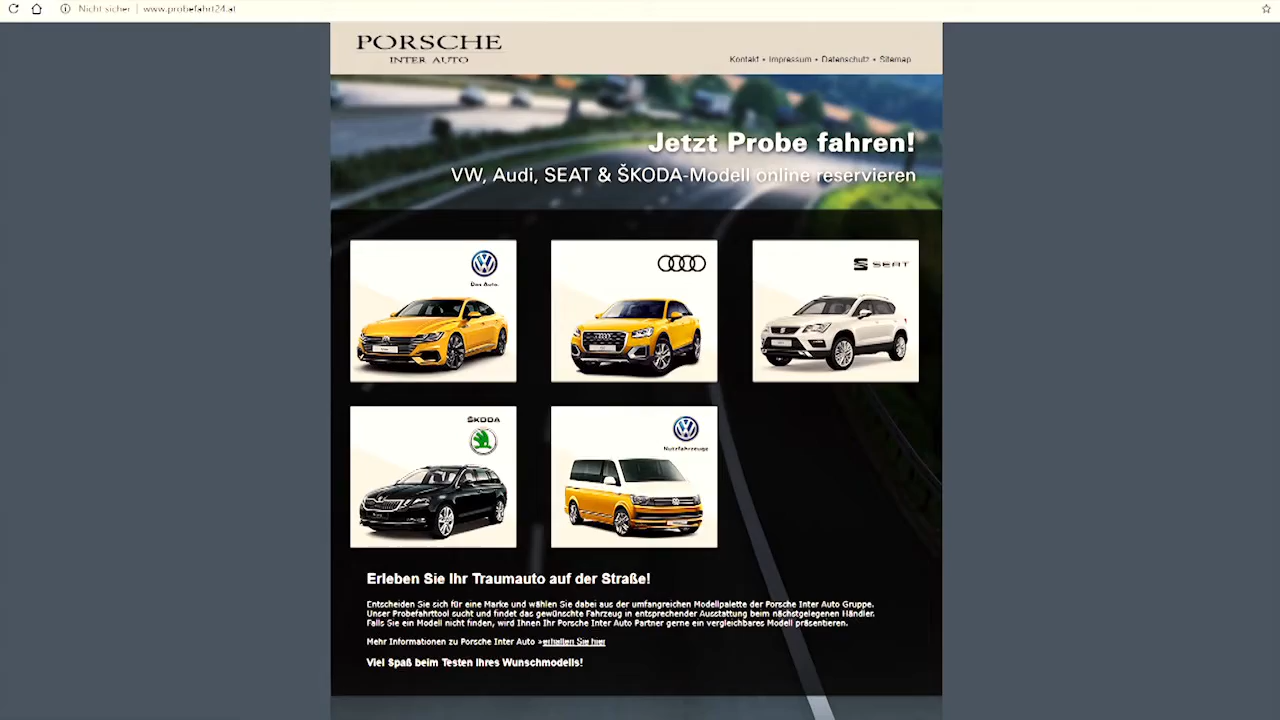 Nicht sicher | www.probefahrt24.at
PORSCHE
INTER AUTO
Kontakt • Impressum • Datenschutz • Sitemap
Jetzt Probe fahren!
VW, Audi, SEAT & ŠKODA-Modell online reservieren
Das Auto.
SEAT
ŠKODA
Nutzfahrzeuge
Erleben Sie Ihr Traumauto auf der Straße!
Entscheiden Sie sich für eine Marke und wählen Sie dabei aus der umfangreichen Modellpalette der Porsche Inter Auto Gruppe.
Unser Probefahrttool sucht und findet das gewünschte Fahrzeug in entsprechender Ausstattung beim nächstgelegenen Händler.
Falls Sie ein Modell nicht finden, wird Ihnen Ihr Porsche Inter Auto Partner gerne ein vergleichbares Modell präsentieren.
Mehr Informationen zu Porsche Inter Auto »erhalten Sie hier
Viel Spaß beim Testen Ihres Wunschmodells!